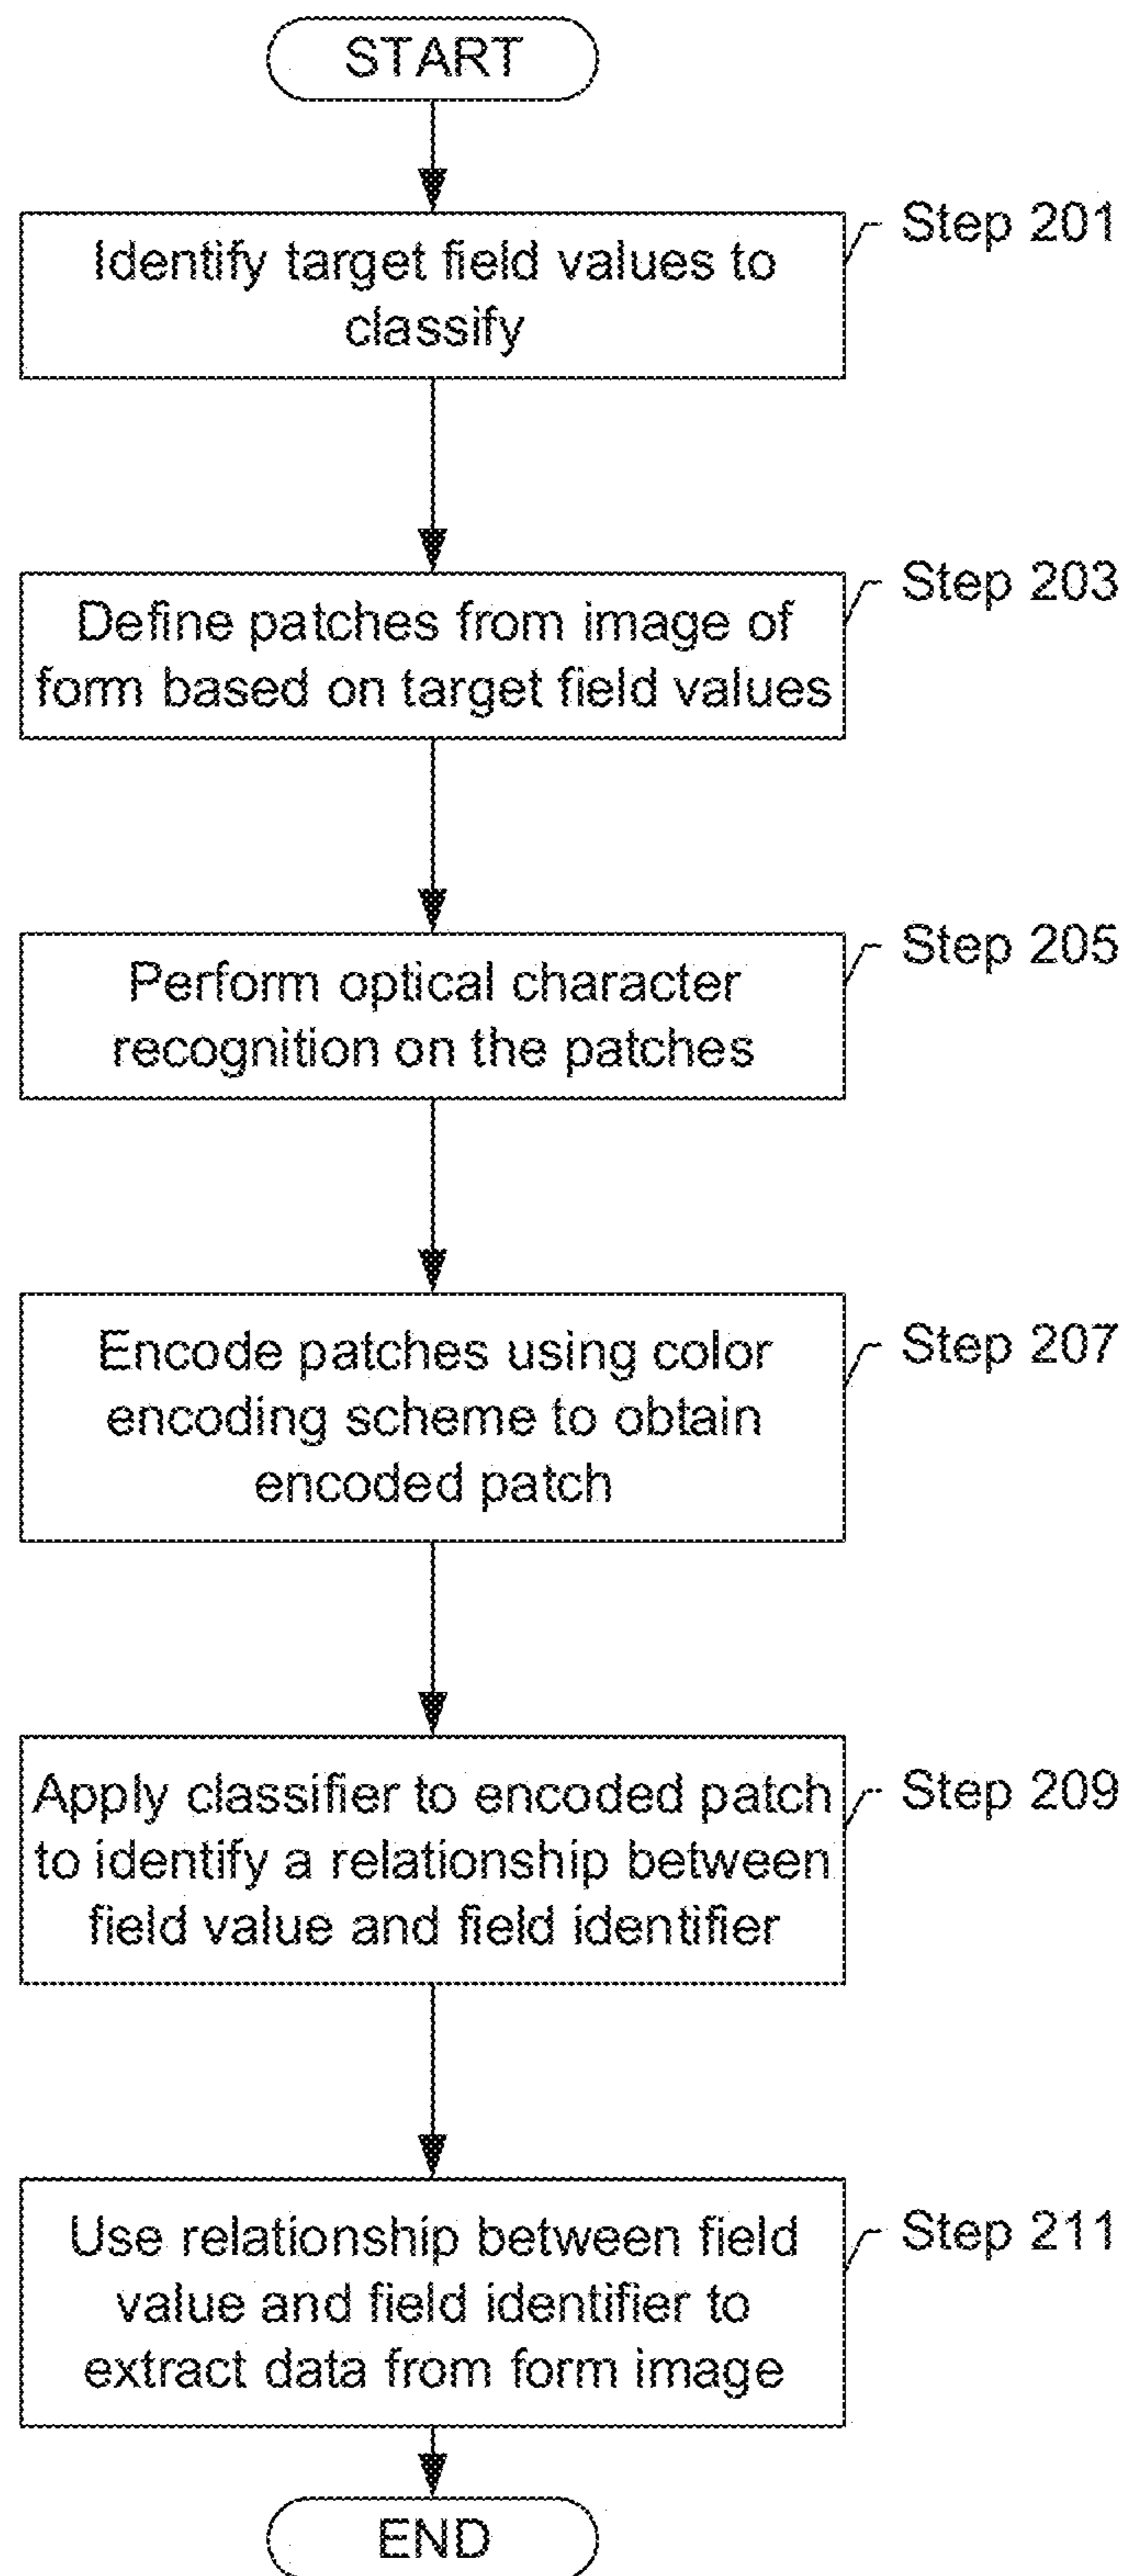 START
Step 201
Identify target field values to
classify
Step 203
Define patches from image of
form based on target field values
Step 205
Perform optical character
recognition on the patches
Step 207
Encode patches using color
encoding scheme to obtain
encoded patch
Step 209
Apply classifier to encoded patch
to identify a relationship between
field value and field identifier
Step 211
Use relationship between field
value and field identifier to
extract data from form image
END